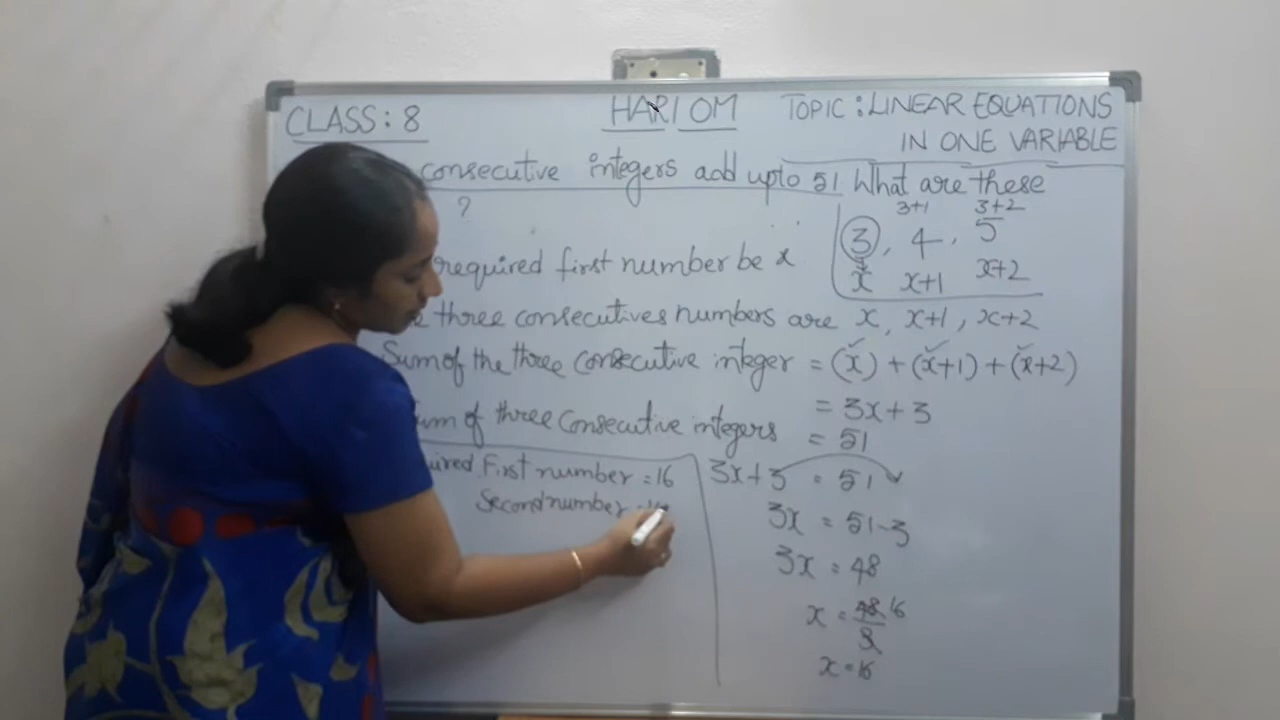 CLASS: 8
HARI OM
TOPIC: LINEAR EQUATIONS
IN ONE VARIABLE
consecutive integers add upto 51 What are these
?
3+1 3+2
3, 4, 5
x x+1 x+2
required first number be x
three consecutives numbers are x, x+1, x+2
Sum of the three consecutive integer = (x) + (x+1) + (x+2)
= 3x+3
um of three consecutive integers = 51
uired First number = 16
Second number =
3x+3 = 51
3x = 51-3
3x = 48
x = 48 16
3
x = 16